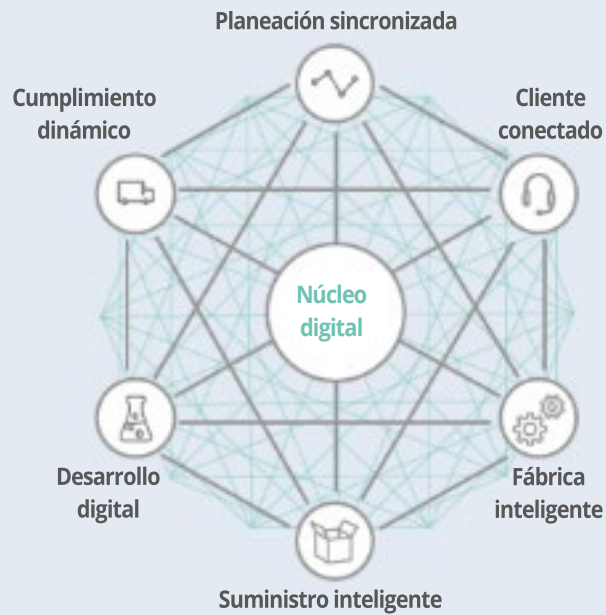 Planeación sincronizada
Cumplimiento
dinámico
Cliente
conectado
Núcleo
digital
Desarrollo
digital
Fábrica
inteligente
Suministro inteligente